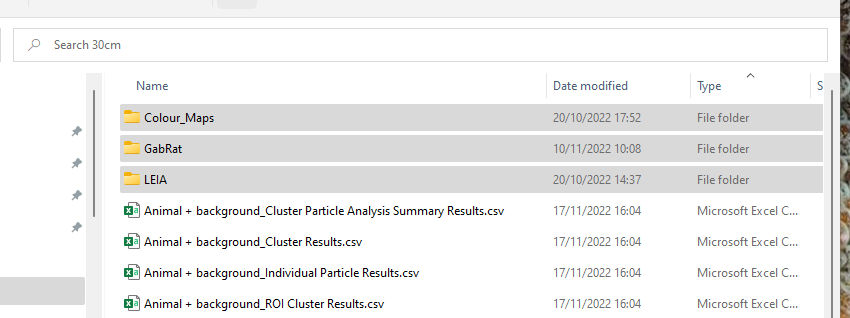 Search 30cm
Name Date modified Type S
Colour_Maps 20/10/2022 17:52 File folder
GabRat 10/11/2022 10:08 File folder
LEIA 20/10/2022 14:37 File folder
Animal + background_Cluster Particle Analysis Summary Results.csv 17/11/2022 16:04 Microsoft Excel C...
Animal + background_Cluster Results.csv 17/11/2022 16:04 Microsoft Excel C...
Animal + background_Individual Particle Results.csv 17/11/2022 16:04 Microsoft Excel C...
Animal + background_ROI Cluster Results.csv 17/11/2022 16:04 Microsoft Excel C...